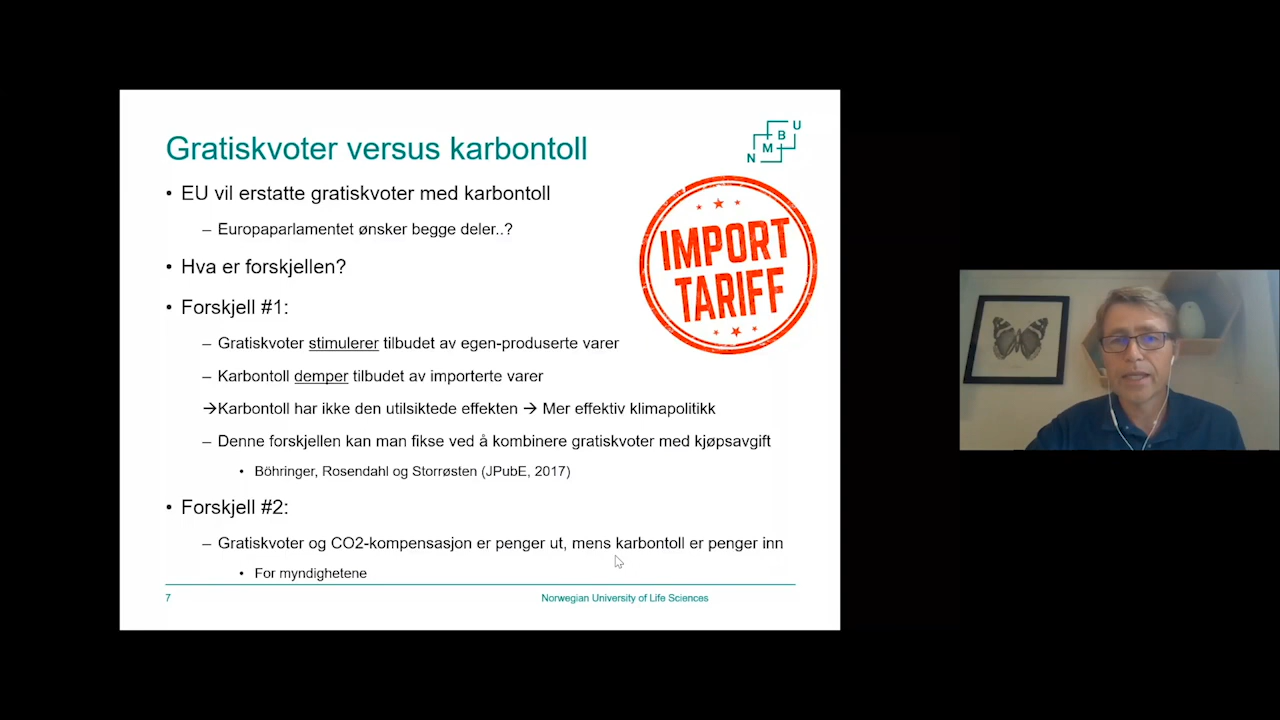 Gratiskvoter versus karbontoll
N M B U
• EU vil erstatte gratiskvoter med karbontoll
– Europaparlamentet ønsker begge deler..?
• Hva er forskjellen?
• Forskjell #1:
– Gratiskvoter stimulerer tilbudet av egen-produserte varer
– Karbontoll demper tilbudet av importerte varer
→Karbontoll har ikke den utilsiktede effekten → Mer effektiv klimapolitikk
– Denne forskjellen kan man fikse ved å kombinere gratiskvoter med kjøpsavgift
• Böhringer, Rosendahl og Storrøsten (JPubE, 2017)
• Forskjell #2:
– Gratiskvoter og CO2-kompensasjon er penger ut, mens karbontoll er penger inn
• For myndighetene
IMPORT
TARIFF
7
Norwegian University of Life Sciences